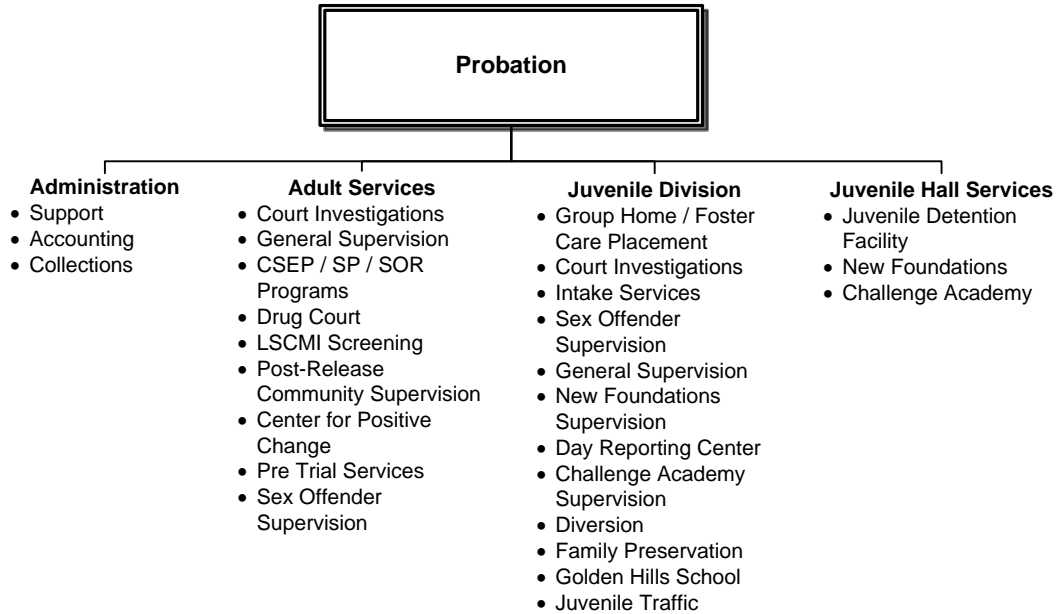 Probation
Administration
• Support
• Accounting
• Collections
Adult Services
• Court Investigations
• General Supervision
• CSEP / SP / SOR
Programs
• Drug Court
• LSCMI Screening
• Post-Release
Community Supervision
• Center for Positive
Change
• Pre Trial Services
• Sex Offender
Supervision
Juvenile Division
• Group Home / Foster
Care Placement
• Court Investigations
• Intake Services
• Sex Offender
Supervision
• General Supervision
• New Foundations
Supervision
• Day Reporting Center
• Challenge Academy
Supervision
• Diversion
• Family Preservation
• Golden Hills School
• Juvenile Traffic
Juvenile Hall Services
• Juvenile Detention
Facility
• New Foundations
• Challenge Academy